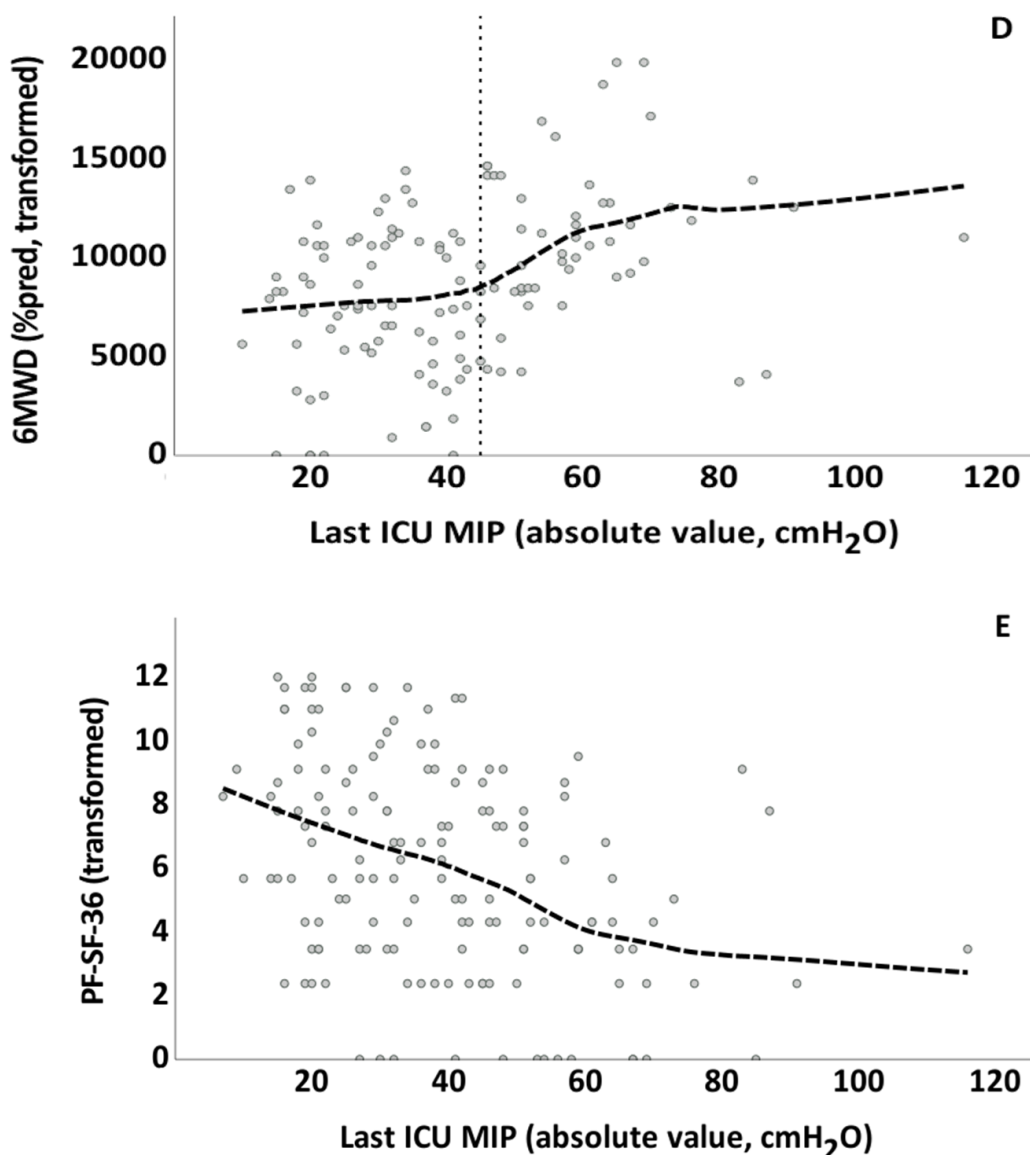 D
20000
15000
10000
5000
0
6MWD (%pred, transformed)
20 40 60 80 100 120
Last ICU MIP (absolute value, cmH₂O)
E
12
10
8
6
4
2
0
PF-SF-36 (transformed)
20 40 60 80 100 120
Last ICU MIP (absolute value, cmH₂O)